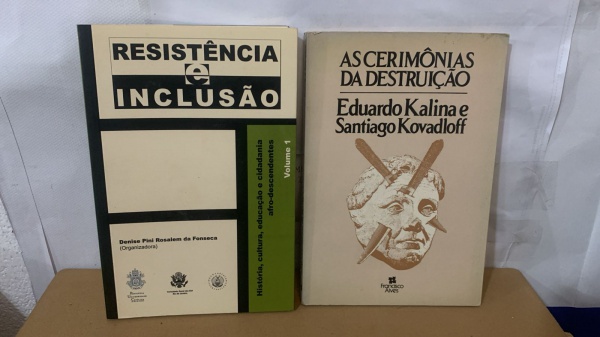 RESISTÊNCIA
e
INCLUSÃO
História, cultura, educação e cidadania
afro-descendentes
Volume 1
Denise Pini Rosalem da Fonseca
(Organizadora)
AS CERIMÔNIAS
DA DESTRUIÇÃO
Eduardo Kalina e
Santiago Kovadloff
Francisco
Alves